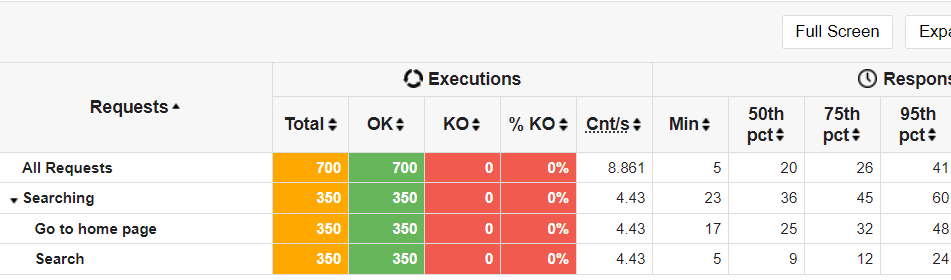 Full Screen Expa
Executions Respons
Requests
Total OK KO % KO Cnt/s Min 50th pct 75th pct 95th pct
All Requests 700 700 0 0% 8.861 5 20 26 41
Searching 350 350 0 0% 4.43 23 36 45 60
Go to home page 350 350 0 0% 4.43 17 25 32 48
Search 350 350 0 0% 4.43 5 9 12 24